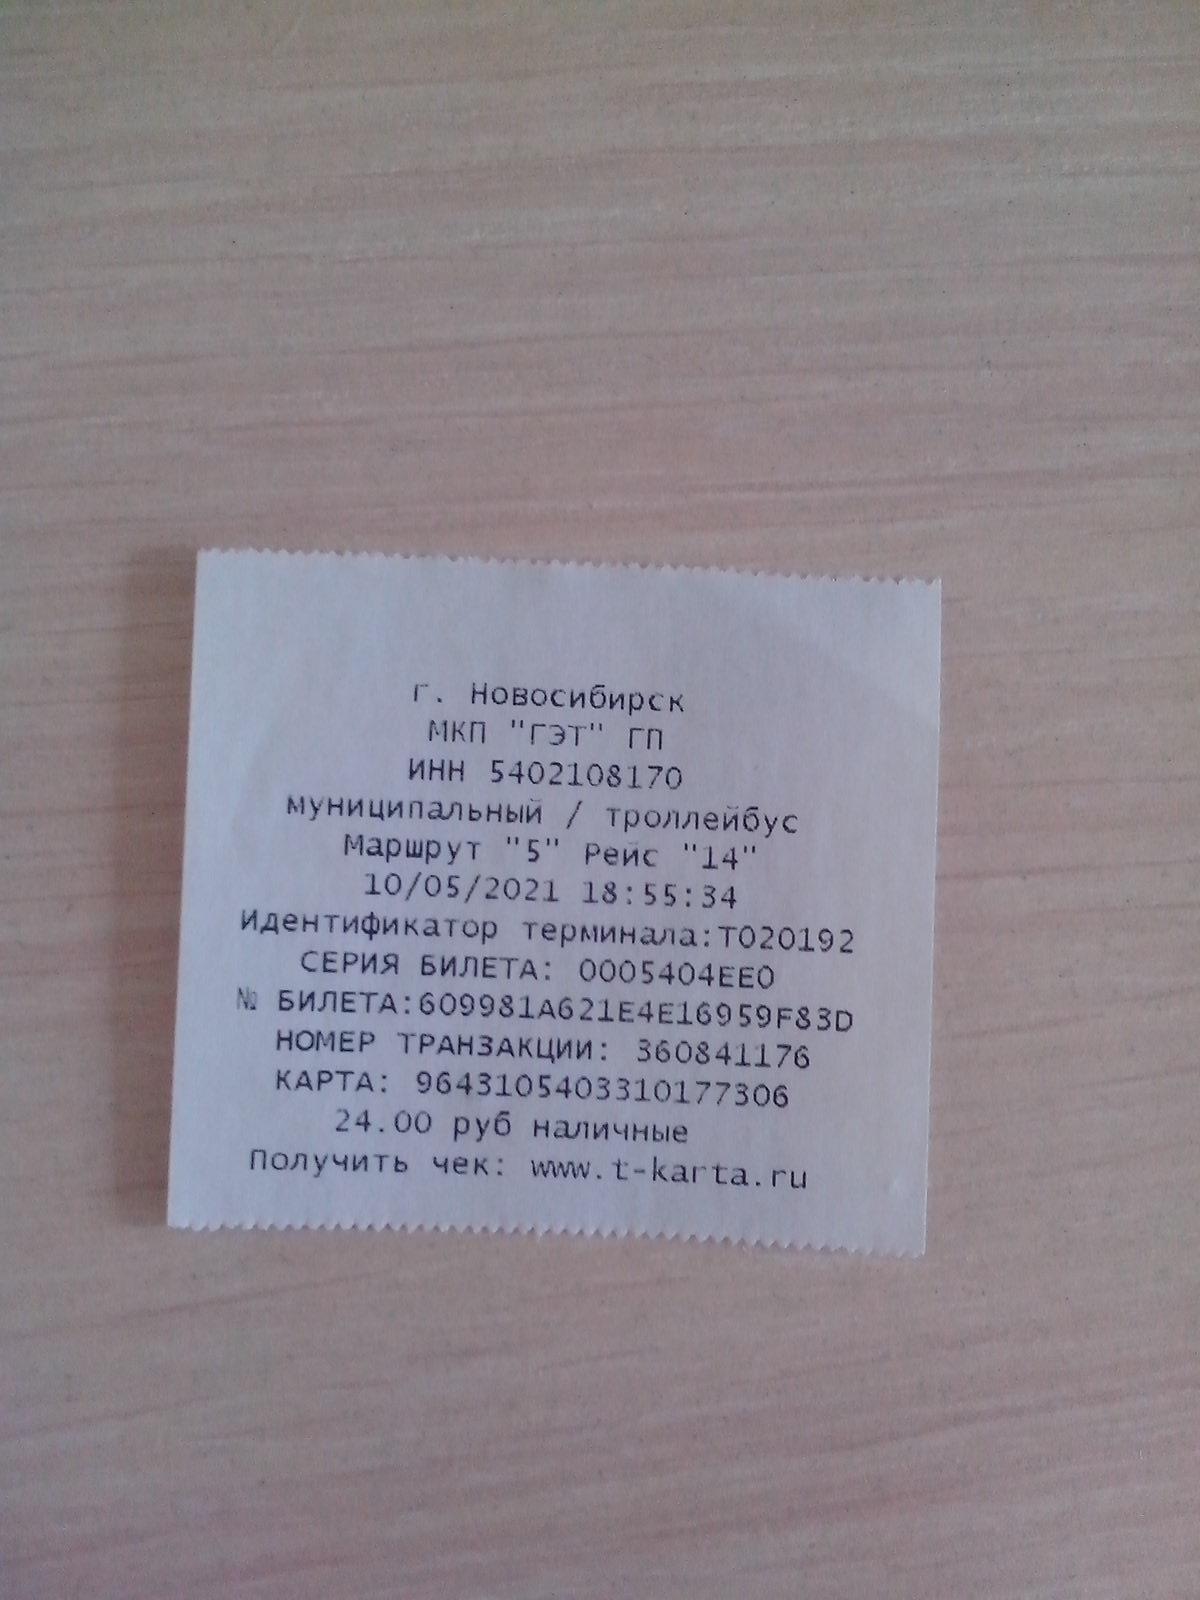 г. Новосибирск
МКП "ГЭТ" ГП
ИНН 5402108170
муниципальный / троллейбус
Маршрут "5" Рейс "14"
10/05/2021 18:55:34
Идентификатор терминала:T020192
СЕРИЯ БИЛЕТА: 0005404EE0
№ БИЛЕТА:609981A621E4E16959F83D
НОМЕР ТРАНЗАКЦИИ: 360841176
КАРТА: 9643105403310177306
24.00 руб наличные
Получить чек: www.t-karta.ru